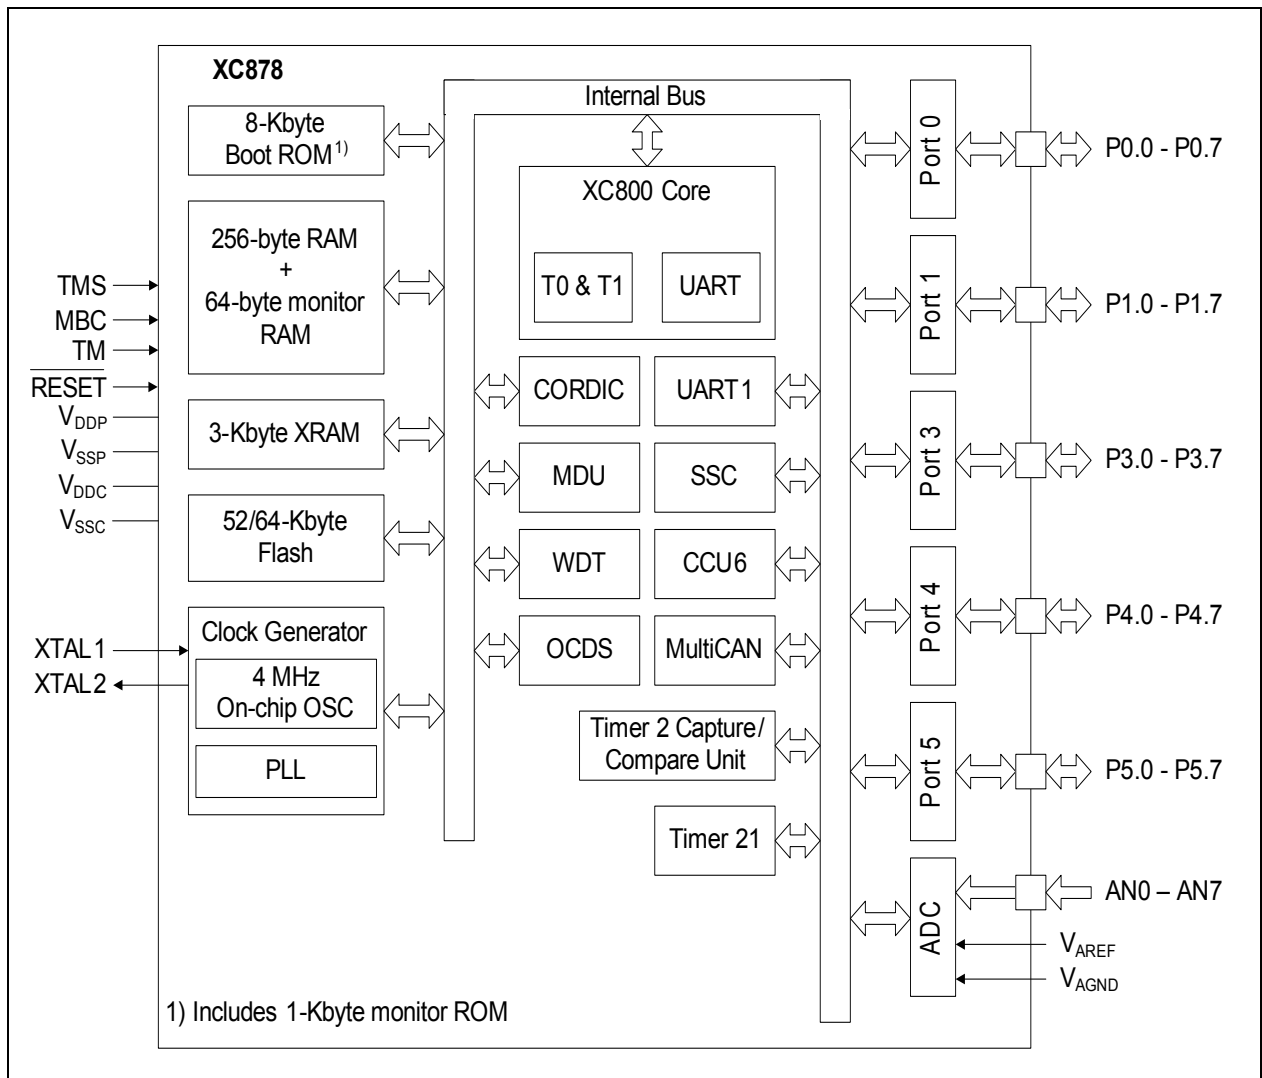 XC878
Internal Bus
8-Kbyte
Boot ROM1)
256-byte RAM
+
64-byte monitor
RAM
3-Kbyte XRAM
52/64-Kbyte
Flash
Clock Generator
4 MHz
On-chip OSC
PLL
TMS
MBC
TM
RESET
VDDP
VSSP
VDDC
VSSC
XTAL1
XTAL2
XC800 Core
T0 & T1
UART
CORDIC
UART1
MDU
SSC
WDT
CCU6
OCDS
MultiCAN
Timer 2 Capture/
Compare Unit
Timer 21
Port 0
P0.0 - P0.7
Port 1
P1.0 - P1.7
Port 3
P3.0 - P3.7
Port 4
P4.0 - P4.7
Port 5
P5.0 - P5.7
ADC
AN0 – AN7
VAREF
VAGND
1) Includes 1-Kbyte monitor ROM